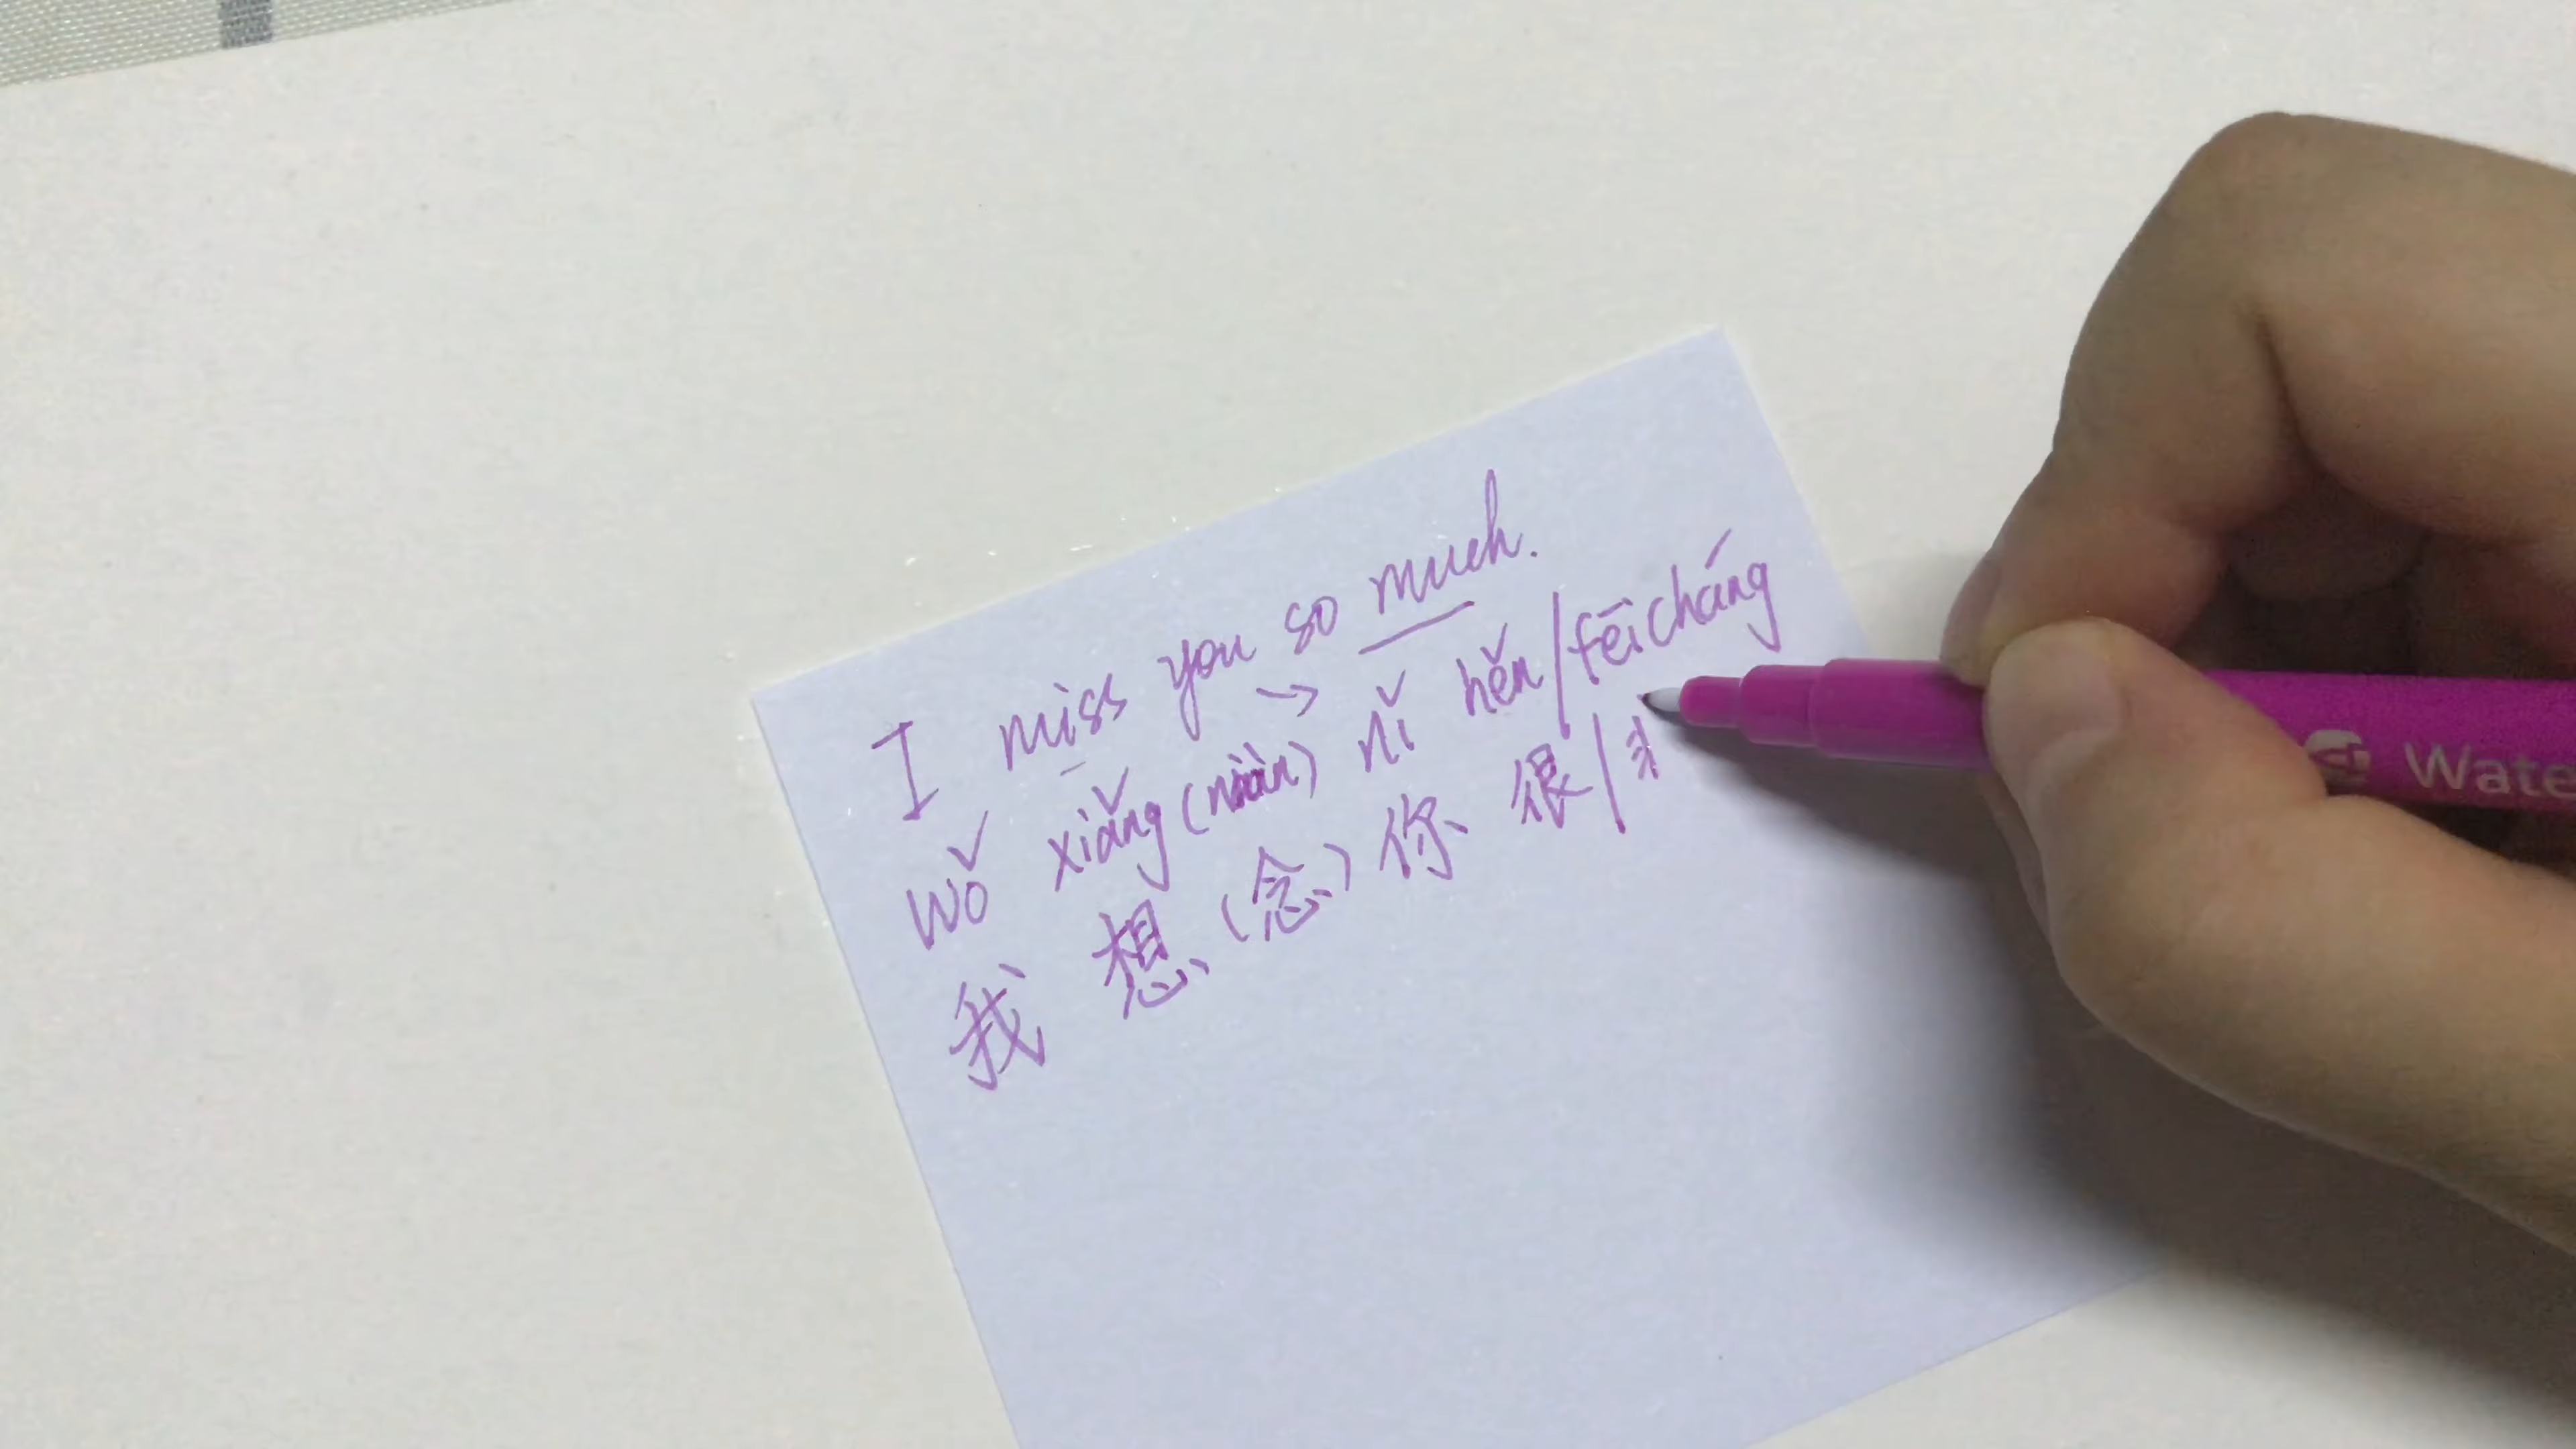 I miss you so much.
→
wǒ xiǎng (niàn) nǐ hěn/fēicháng
我 想 (念) 你 很/
Wate